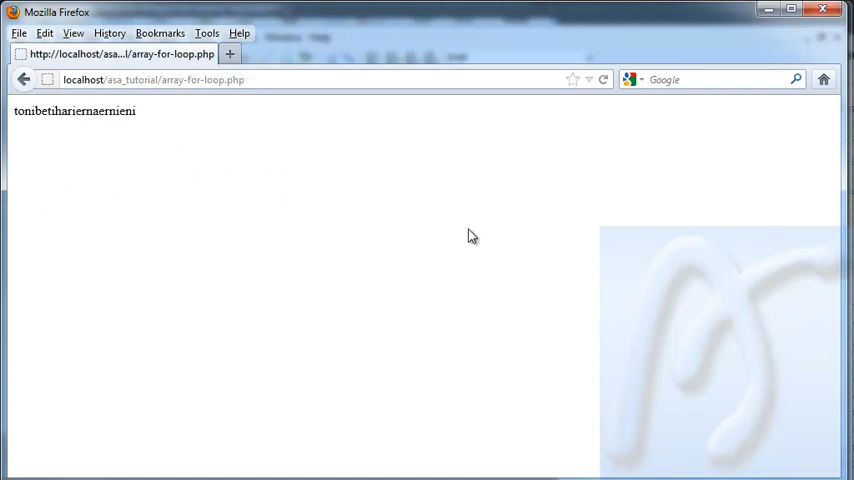 Mozilla Firefox
File Edit View History Bookmarks Tools Help
http://localhost/asa...l/array-for-loop.php
localhost/asa_tutorial/array-for-loop.php
Google
tonibetihariernaernieni